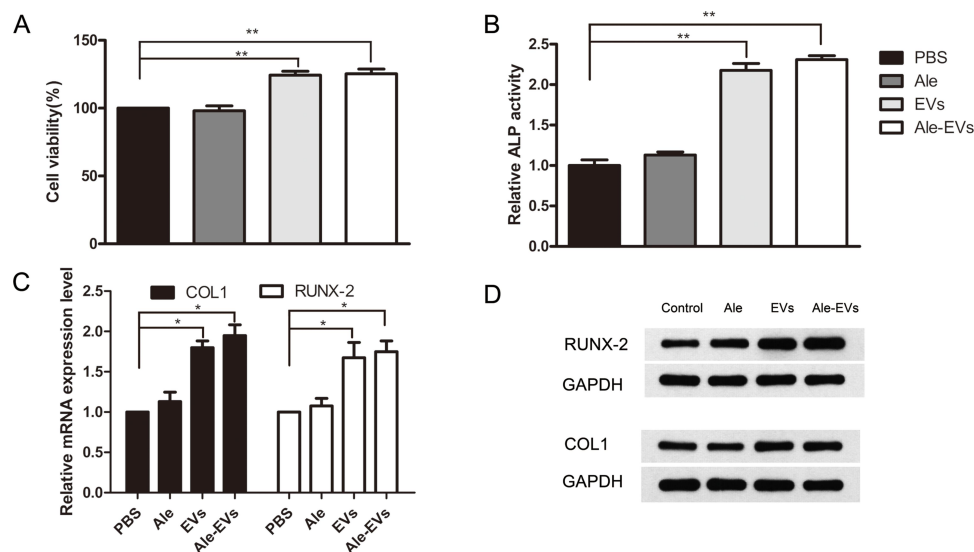 A
Cell viability(%)
150
100
50
0
**
**
B
Relative ALP activity
2.5
2.0
1.5
1.0
0.5
0.0
**
**
PBS
Ale
EVs
Ale-EVs
C
Relative mRNA expression level
2.5
2.0
1.5
1.0
0.5
0.0
COL1
RUNX-2
*
*
*
*
PBS
Ale
EVs
Ale-EVs
PBS
Ale
EVs
Ale-EVs
D
Control Ale EVs Ale-EVs
RUNX-2
GAPDH
COL1
GAPDH